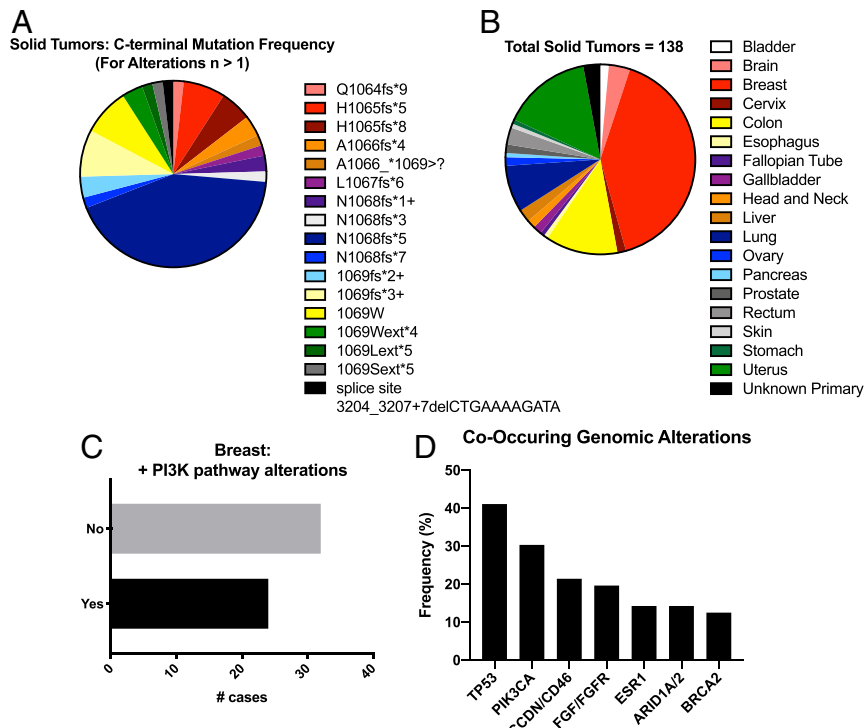 A
Solid Tumors: C-terminal Mutation Frequency
(For Alterations n > 1)
Q1064fs*9
H1065fs*5
H1065fs*8
A1066fs*4
A1066_*1069>?
L1067fs*6
N1068fs*1+
N1068fs*3
N1068fs*5
N1068fs*7
1069fs*2+
1069fs*3+
1069W
1069Wext*4
1069Lext*5
1069Sext*5
splice site
3204_3207+7delCTGAAAAGATA
B
Total Solid Tumors = 138
Bladder
Brain
Breast
Cervix
Colon
Esophagus
Fallopian Tube
Gallbladder
Head and Neck
Liver
Lung
Ovary
Pancreas
Prostate
Rectum
Skin
Stomach
Uterus
Unknown Primary
C
Breast:
+ PI3K pathway alterations
No
Yes
0
10
20
30
40
# cases
D
Co-Occuring Genomic Alterations
Frequency (%)
50
40
30
20
10
0
TP53
PIK3CA
CCDN/CD46
FGF/FGFR
ESR1
ARID1A/2
BRCA2